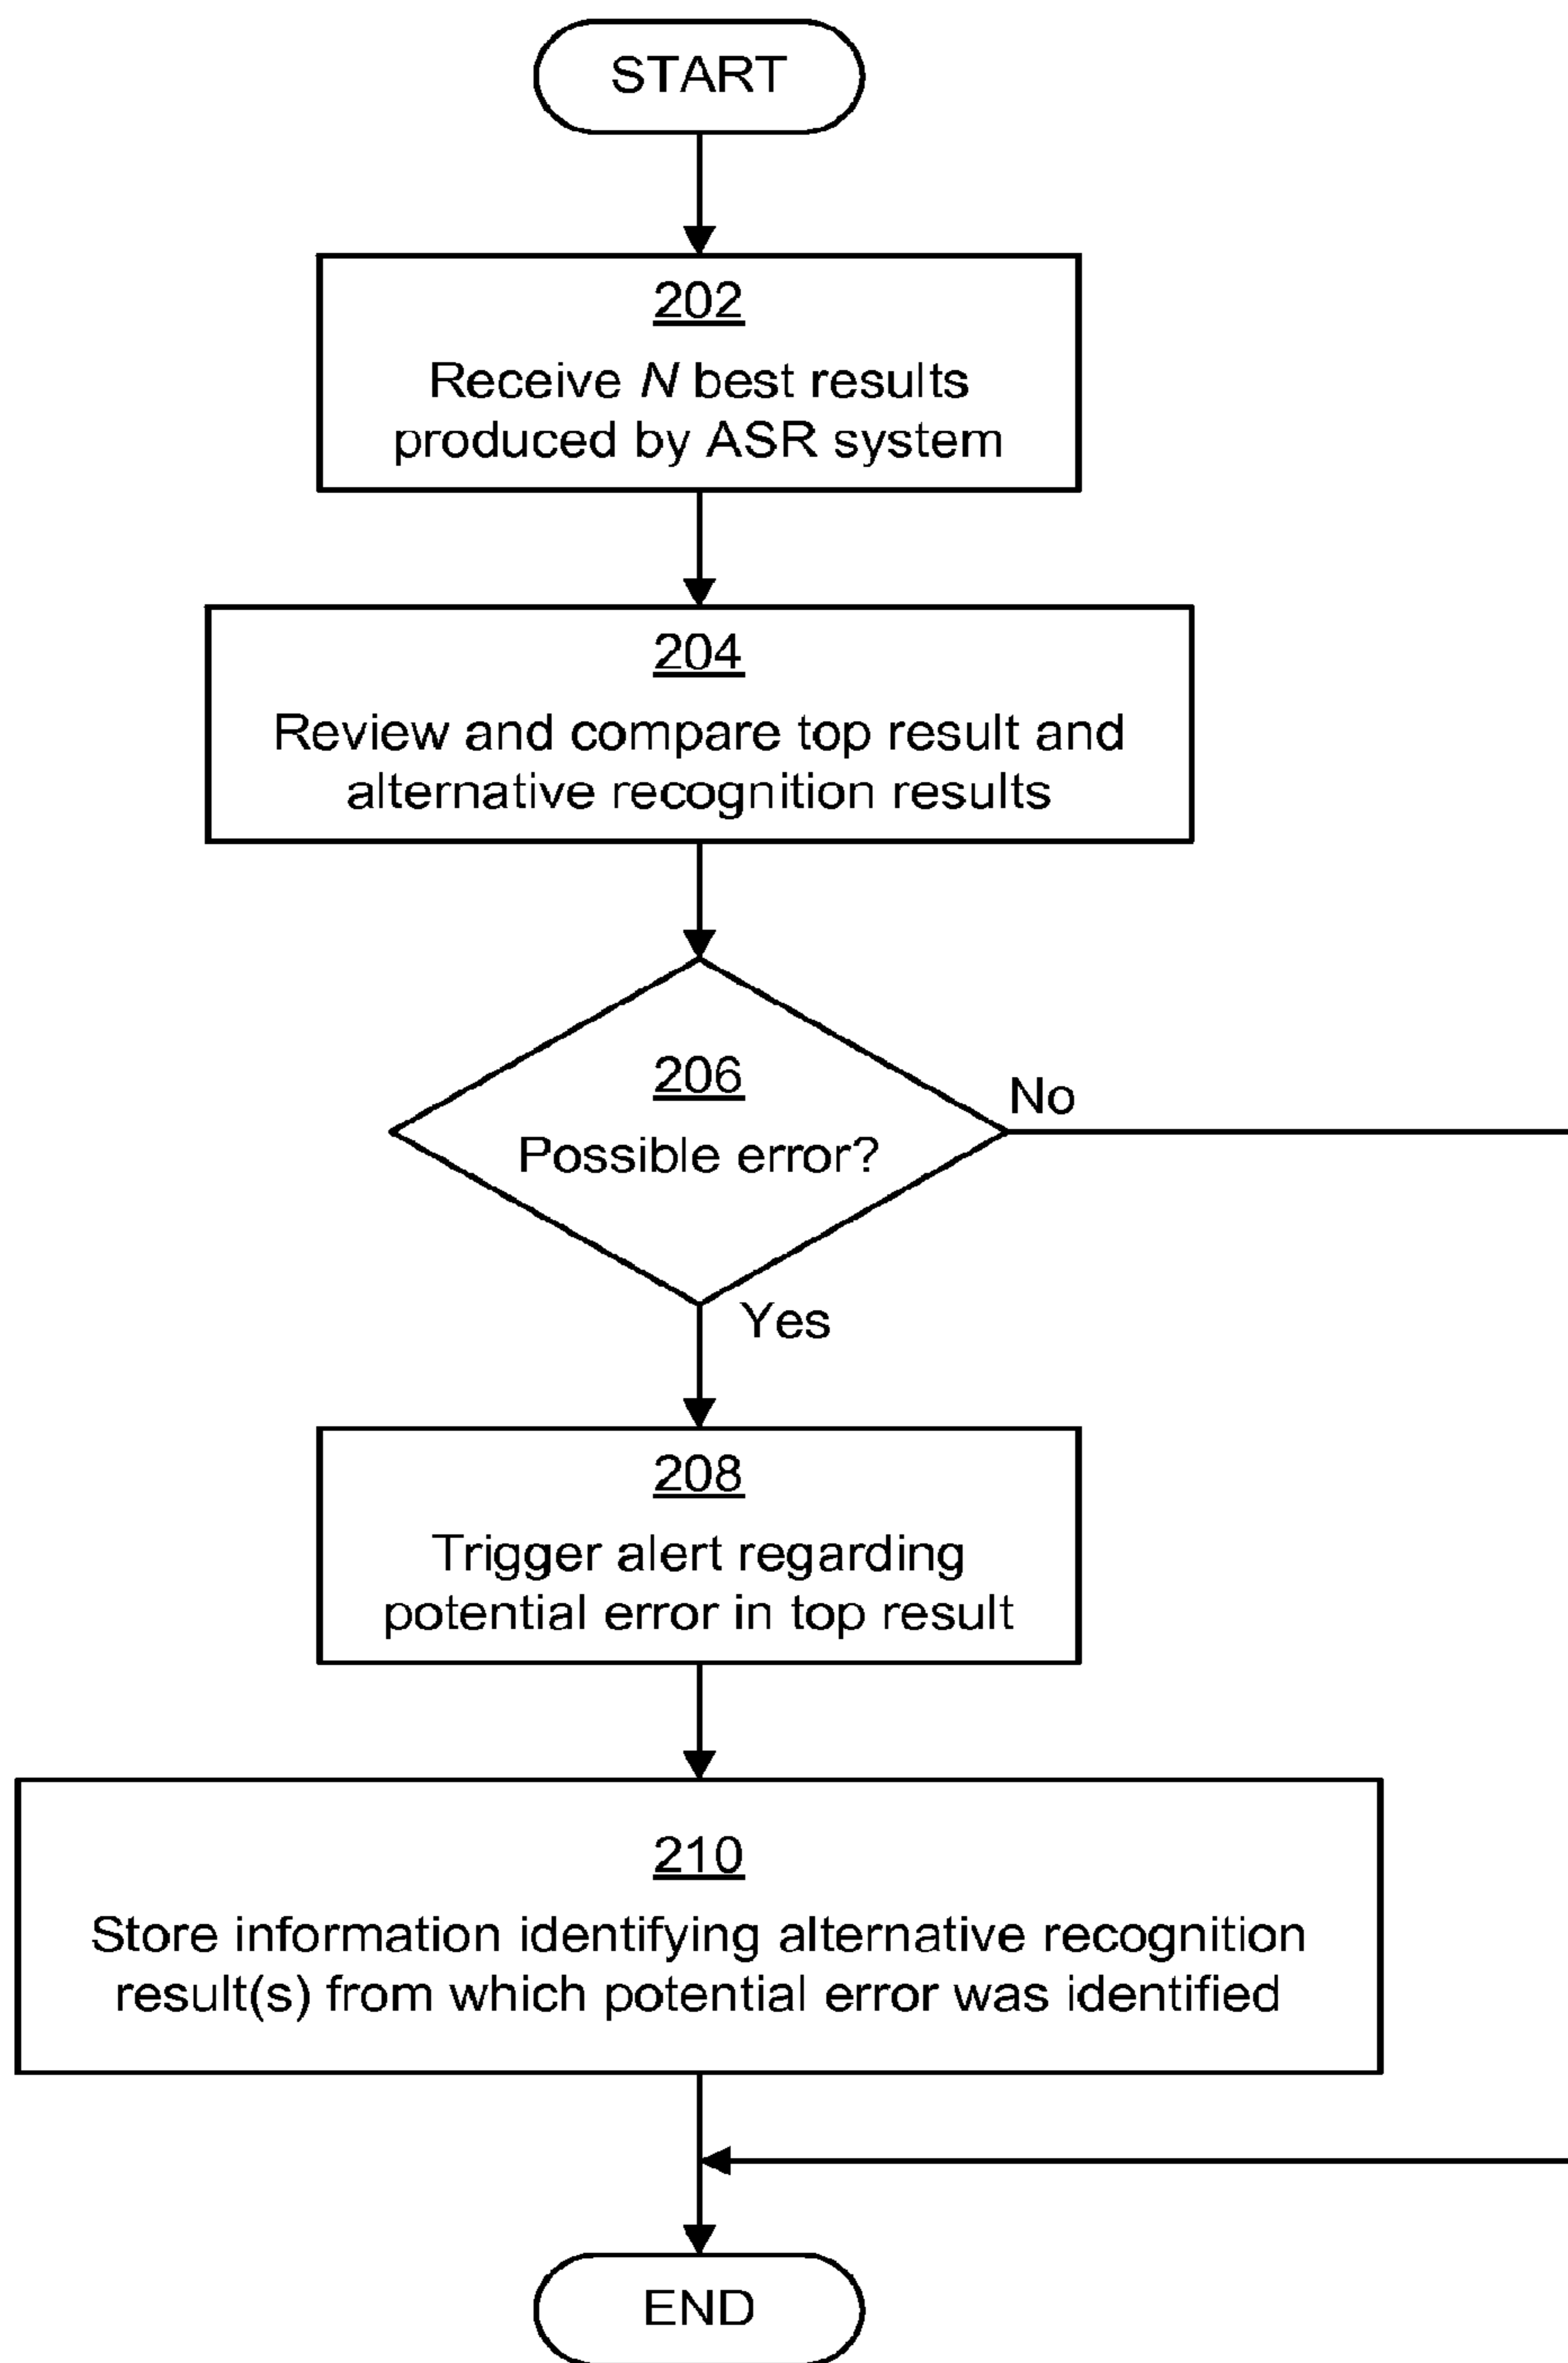 START
202
Receive N best results
produced by ASR system
204
Review and compare top result and
alternative recognition results
206
Possible error?
No
Yes
208
Trigger alert regarding
potential error in top result
210
Store information identifying alternative recognition
result(s) from which potential error was identified
END